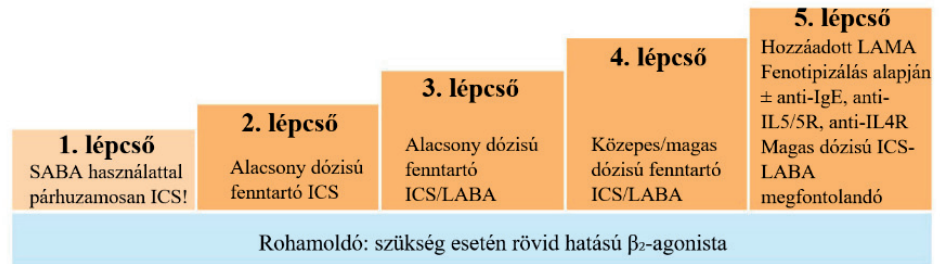 1. lépcső
SABA használattal
párhuzamosan ICS!
2. lépcső
Alacsony dózisú
fenntartó ICS
3. lépcső
Alacsony dózisú
fenntartó
ICS/LABA
4. lépcső
Közepes/magas
dózisú fenntartó
ICS/LABA
5. lépcső
Hozzáadott LAMA
Fenotipizálás alapján
± anti-IgE, anti-
IL5/5R, anti-IL4R
Magas dózisú ICS-
LABA
megfontolandó
Rohamoldó: szükség esetén rövid hatású β₂-agonista